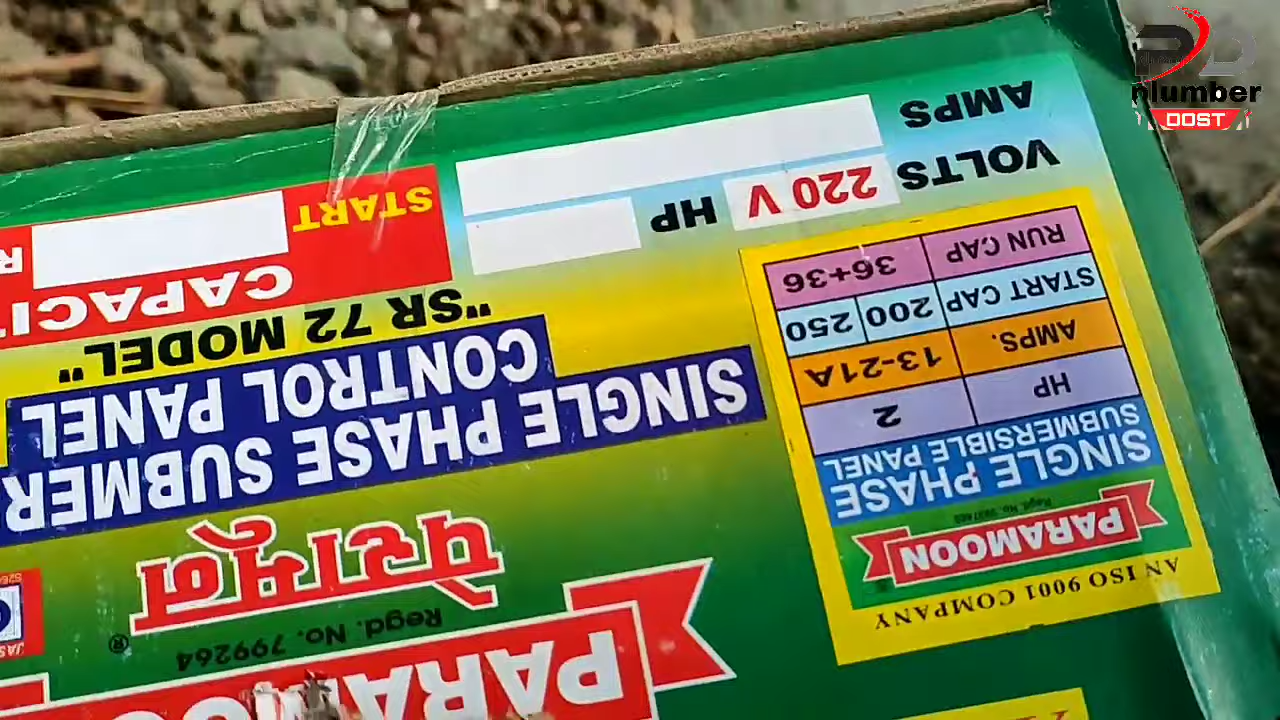 AN ISO 9001 COMPANY
PARAMOON
SINGLE PHASE
SUBMERSIBLE PANEL
HP 2
AMPS. 13-21A
START CAP 200 250
RUN CAP 36+36
Regd. No. 799264
®
पेरामून
SINGLE PHASE SUBMER
CONTROL PANEL
"SR 72 MODEL"
START
VOLTS 220 V HP
AMPS
plumber
DOST